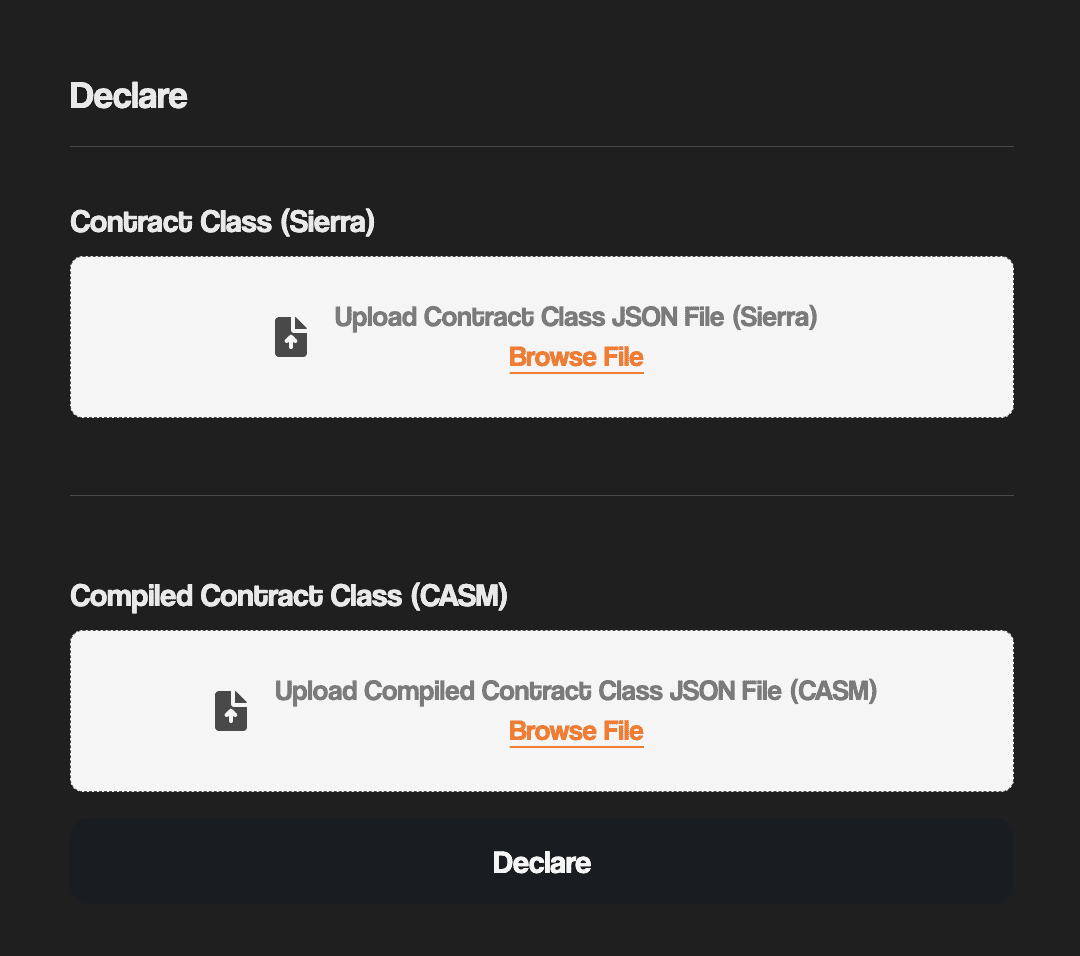 Declare
Contract Class (Sierra)
Upload Contract Class JSON File (Sierra)
Browse File
Compiled Contract Class (CASM)
Upload Compiled Contract Class JSON File (CASM)
Browse File
Declare